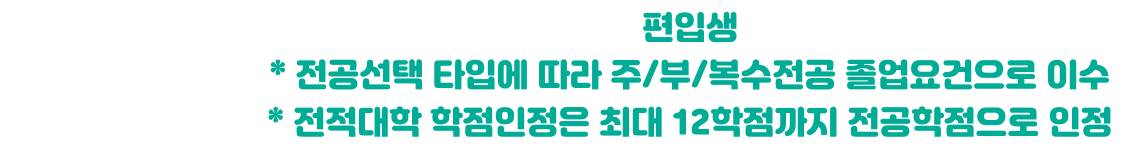 편입생
* 전공선택 타입에 따라 주/부/복수전공 졸업요건으로 이수
* 전적대학 학점인정은 최대 12학점까지 전공학점으로 인정